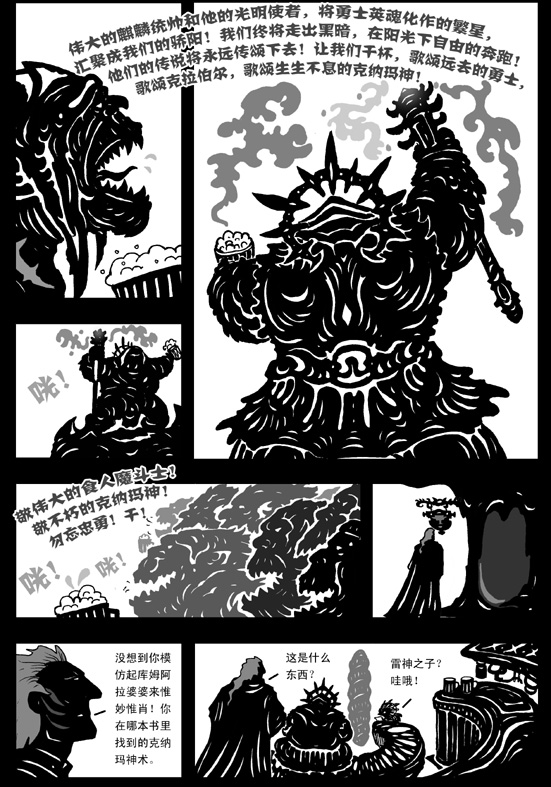 伟大的麒麟统帅和他的光明使者，将勇士英魂化作的繁星，
汇聚成我们的骄阳！我们终将走出黑暗，在阳光下自由的奔跑！
他们的传说将永远传颂下去！让我们干杯，歌颂远去的勇士，
歌颂克拉伯尔，歌颂生生不息的克纳玛神！
咣！
敬伟大的食人魔斗士！
敬不朽的克纳玛神！
勿忘忠勇！干！
咣！
咣！
没想到你模
仿起库姆阿
拉婆婆来惟
妙惟肖！你
在哪本书里
找到的克纳
玛神术。
这是什么
东西？
雷神之子？
哇哦！